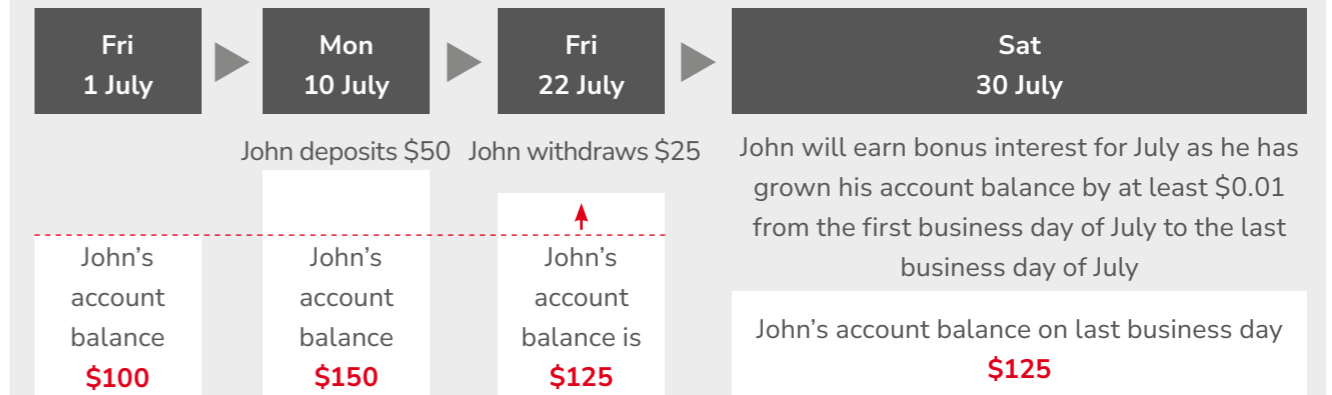 Fri
1 July
Mon
10 July
Fri
22 July
Sat
30 July
John deposits $50
John withdraws $25
John will earn bonus interest for July as he has
grown his account balance by at least $0.01
from the first business day of July to the last
business day of July
John's
account
balance
$100
John's
account
balance
$150
John's
account
balance is
$125
John's account balance on last business day
$125